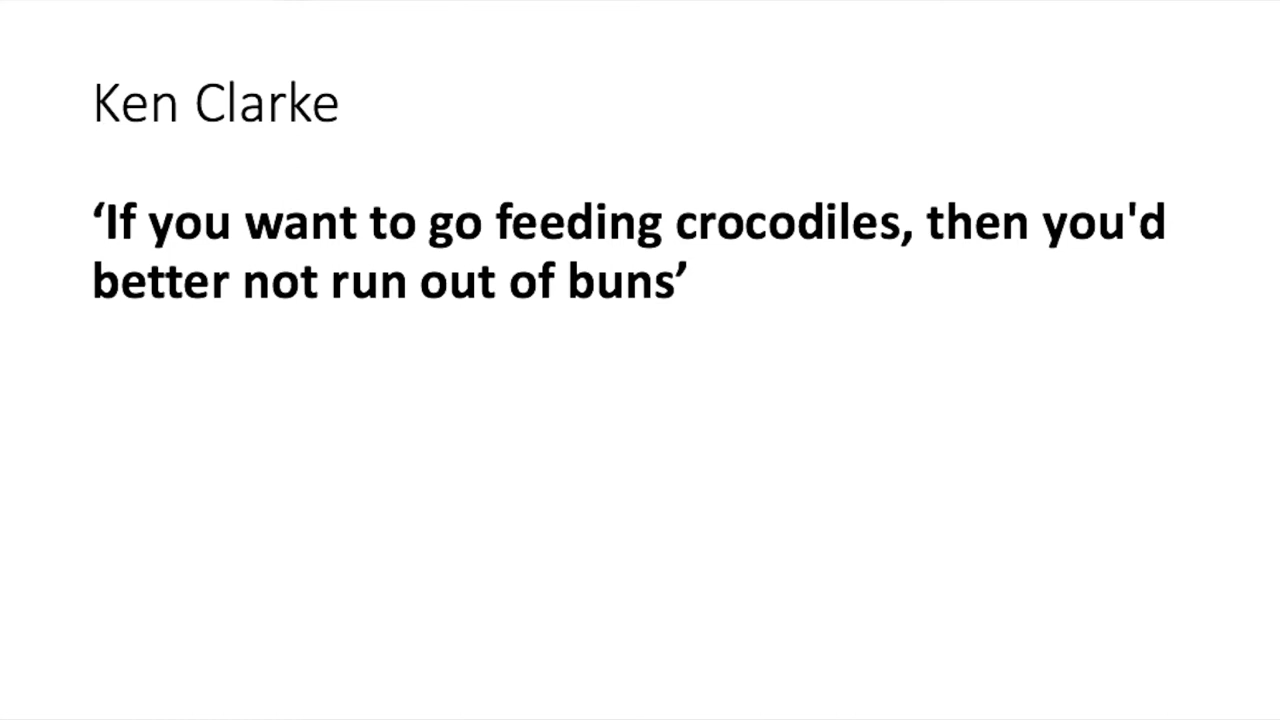 Ken Clarke
‘If you want to go feeding crocodiles, then you'd
better not run out of buns’